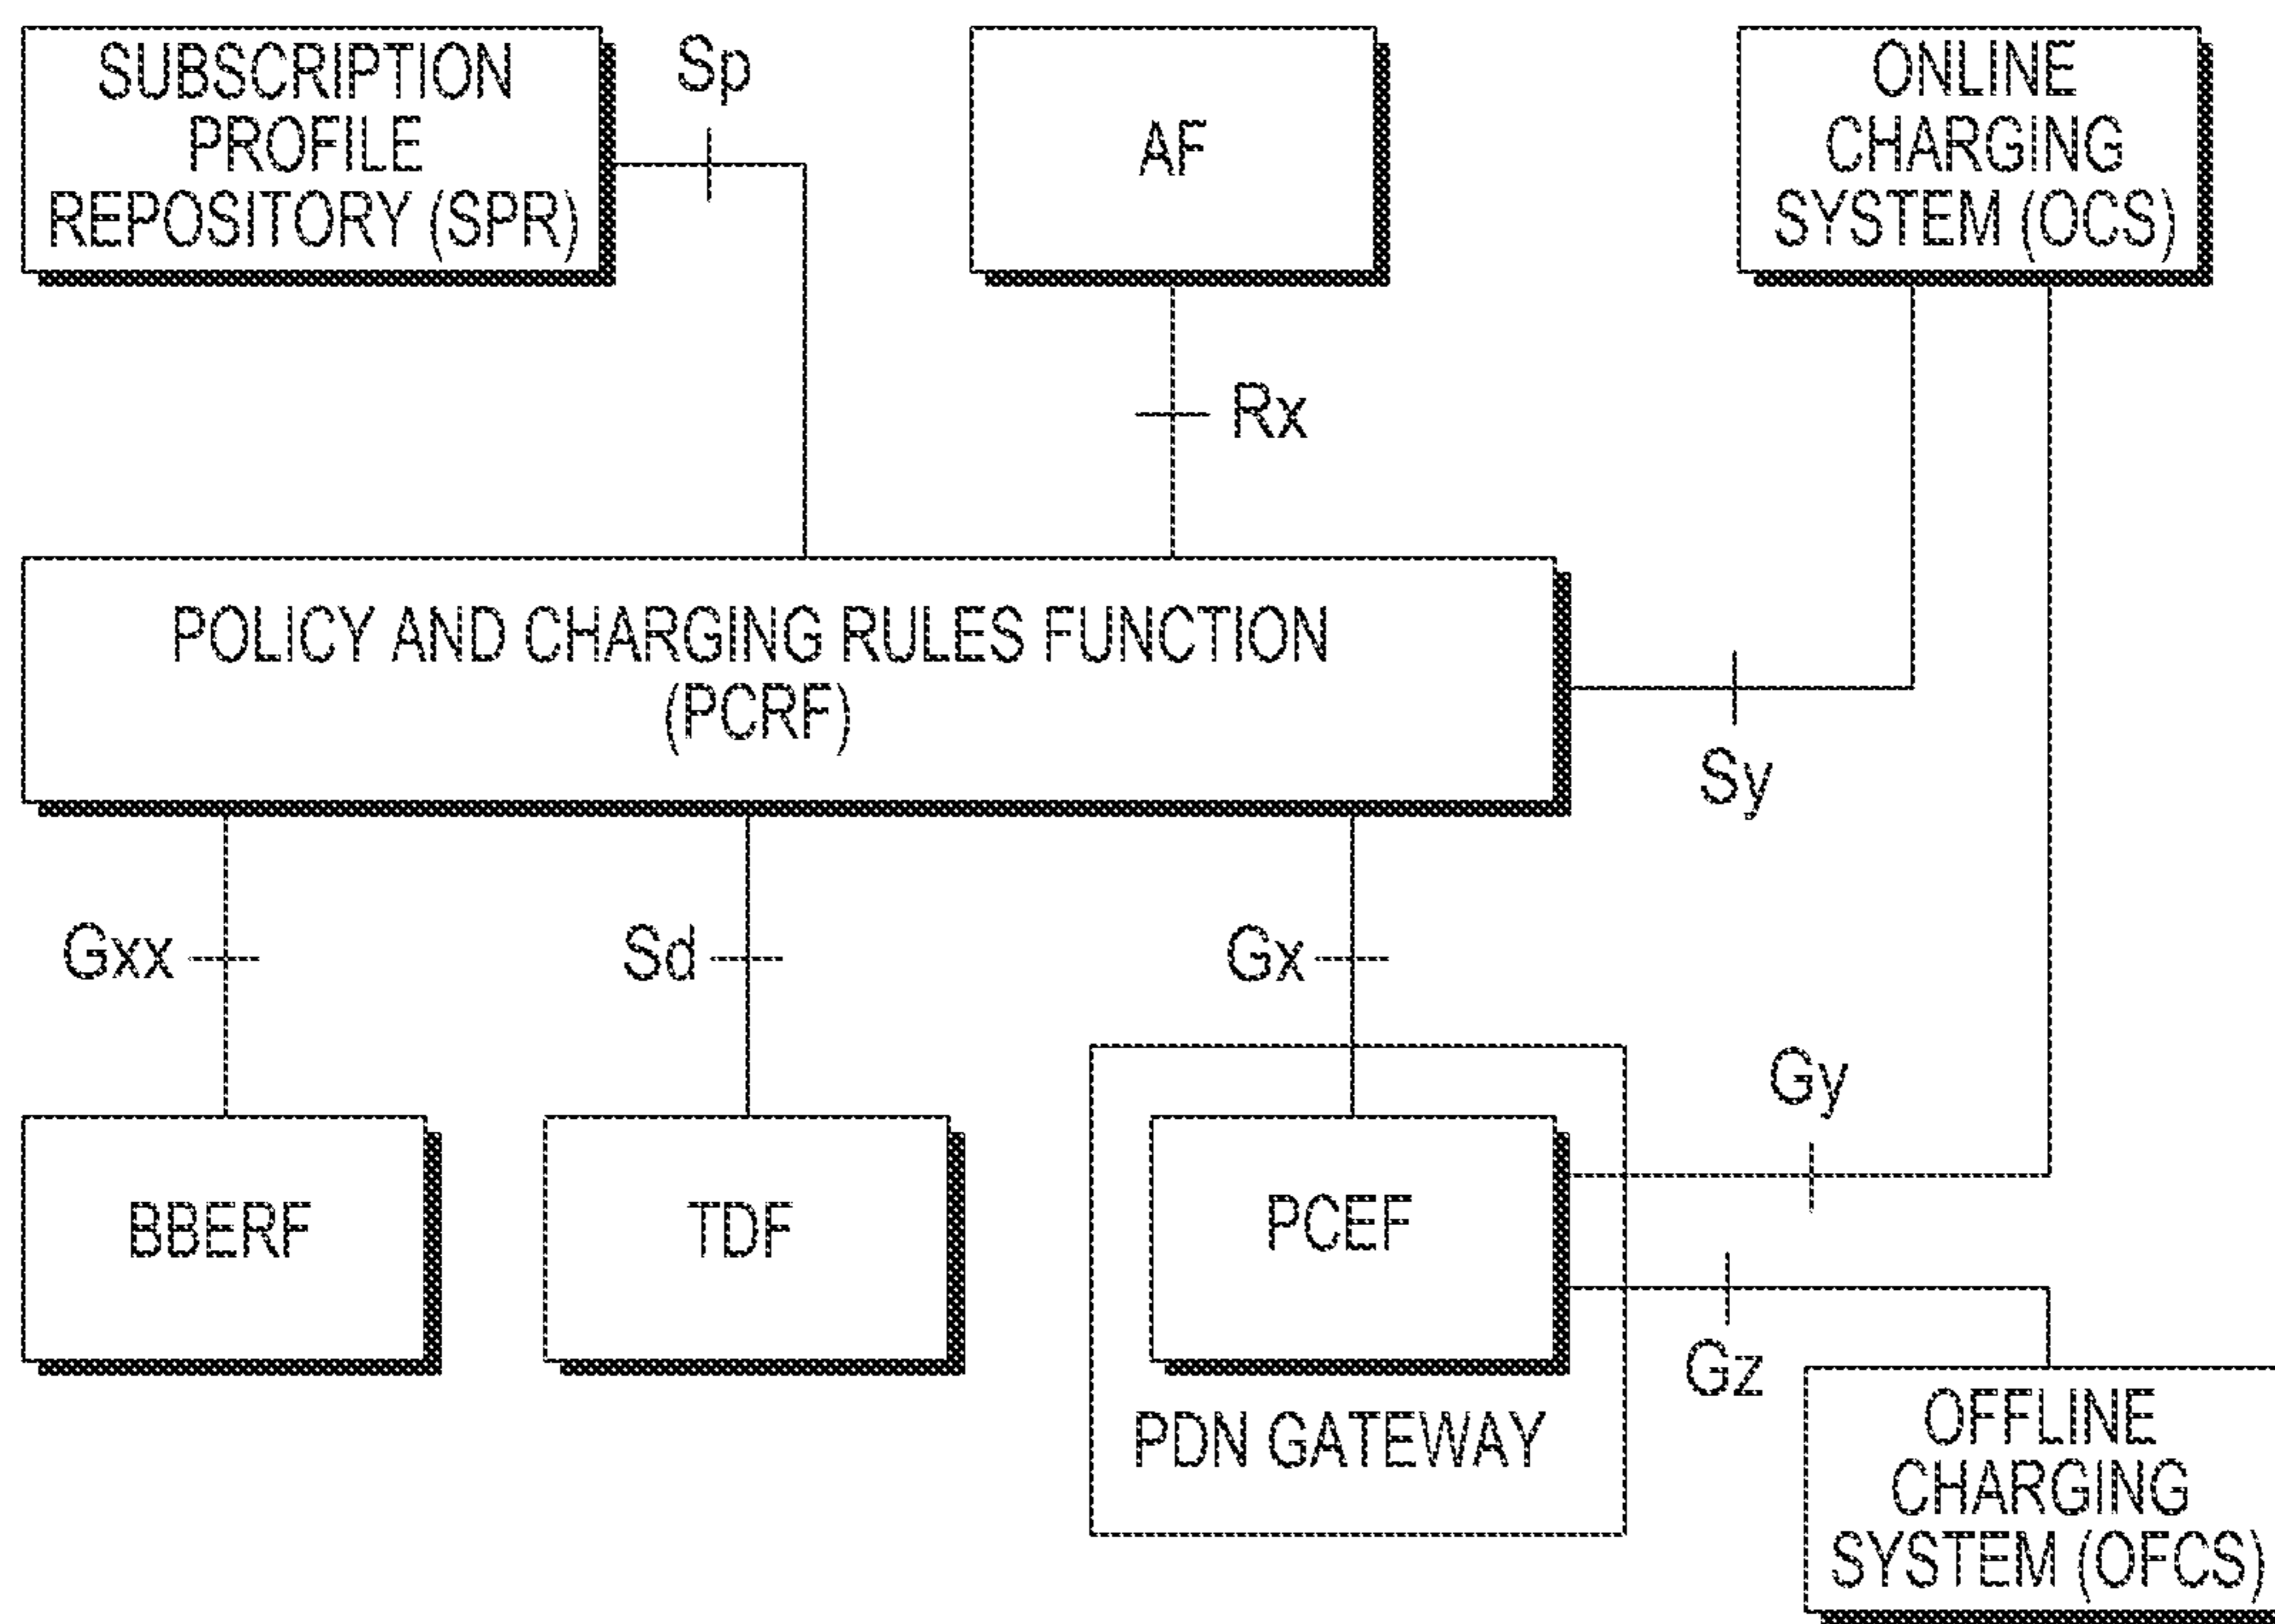 SUBSCRIPTION
PROFILE
REPOSITORY (SPR)
Sp
AF
ONLINE
CHARGING
SYSTEM (OCS)
Rx
POLICY AND CHARGING RULES FUNCTION
(PCRF)
Sy
Gxx
Sd
Gx
Gy
BBERF
TDF
PCEF
Gz
PDN GATEWAY
OFFLINE
CHARGING
SYSTEM (OFCS)